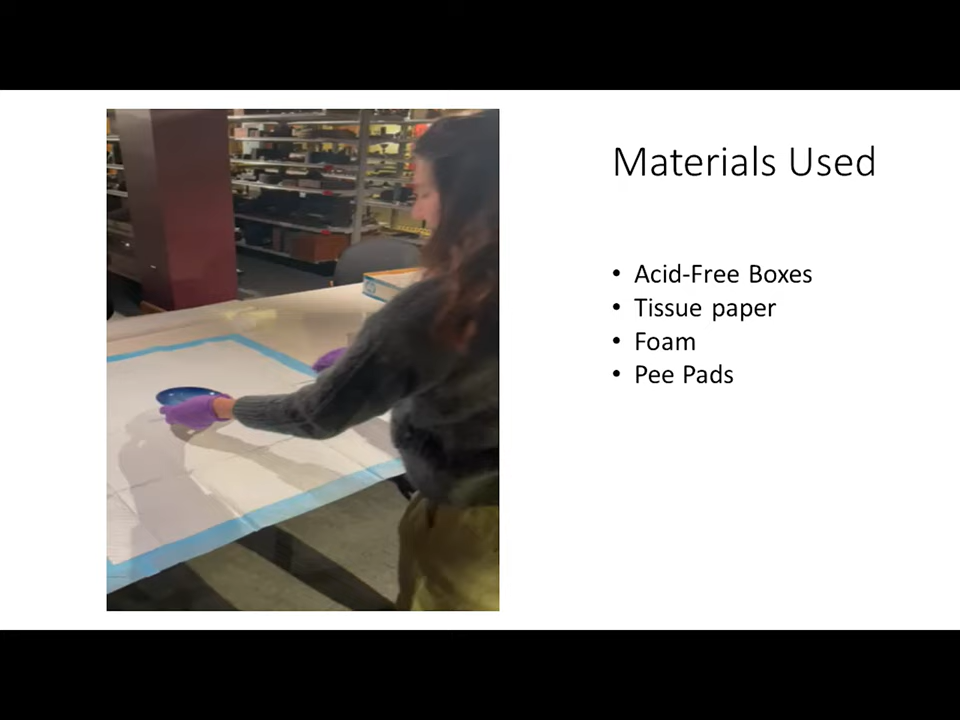 Materials Used
• Acid-Free Boxes
• Tissue paper
• Foam
• Pee Pads